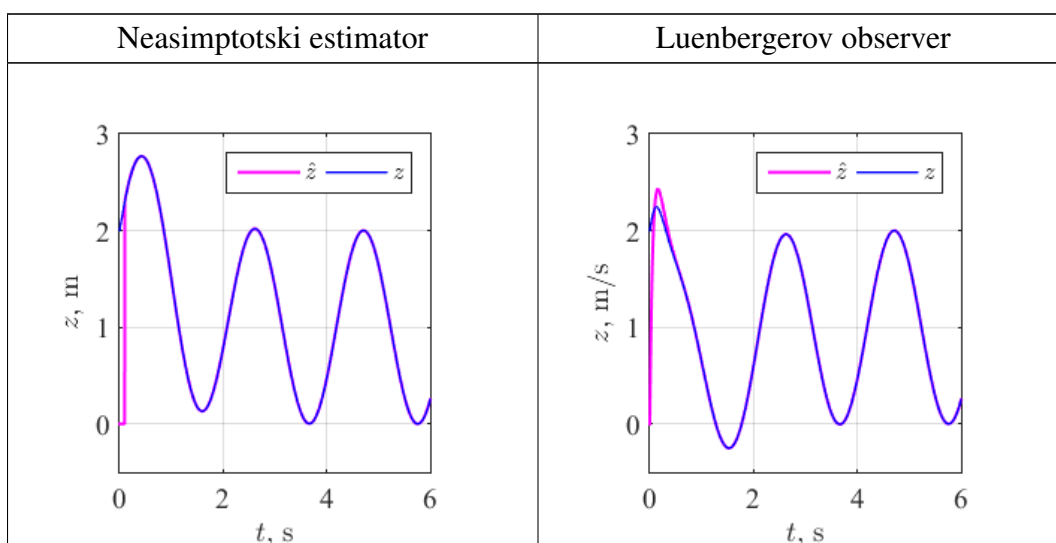 Neasimptotski estimator
Luenbergerov observer
3
2
1
0
z, m
ẑ
z
0
2
4
6
t, s
3
2
1
0
z, m/s
ẑ
z
0
2
4
6
t, s